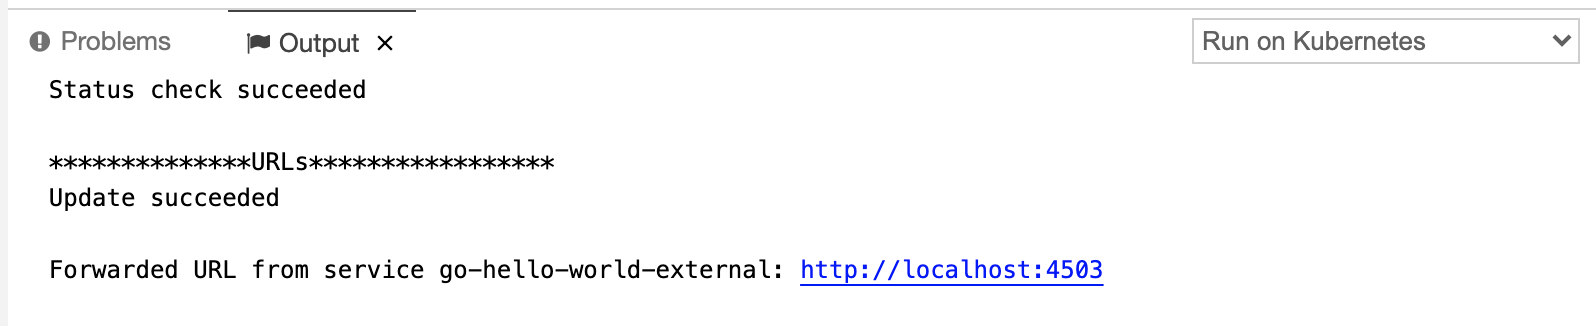 Problems
Output
Run on Kubernetes
Status check succeeded
**************URLs*****************
Update succeeded
Forwarded URL from service go-hello-world-external: http://localhost:4503